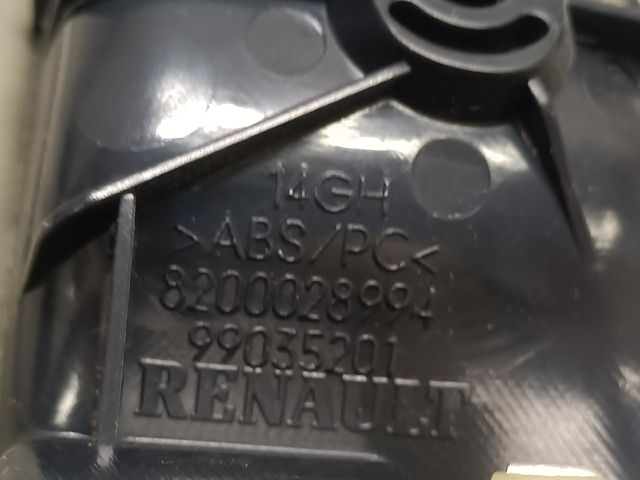 14GH
>ABS/PC<
8200028994
99035201
RENAULT